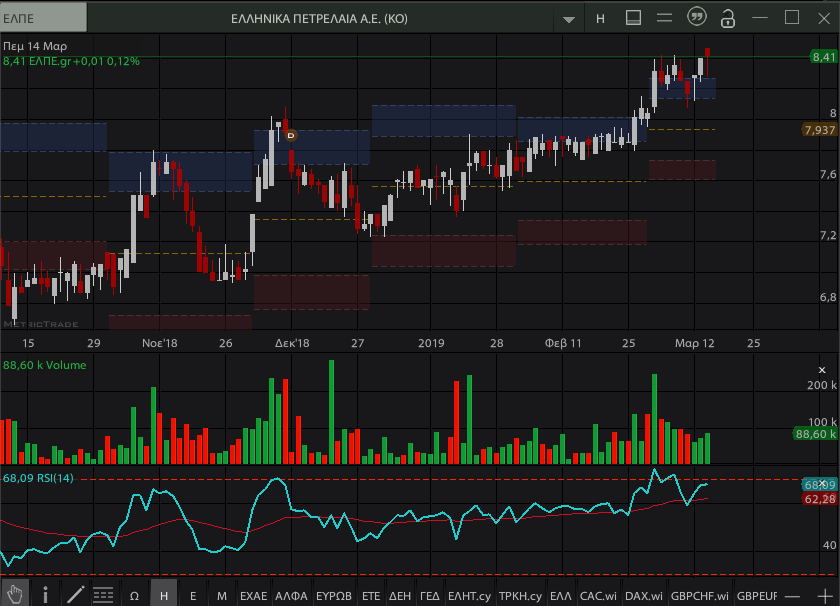 ΕΛΠΕ ΕΛΛΗΝΙΚΑ ΠΕΤΡΕΛΑΙΑ Α.Ε. (ΚΟ) Η
Πεμ 14 Μαρ
8,41 ΕΛΠΕ.gr +0,01 0,12%
8,41
8
7,937
D
7,6
7,2
6,8
METRICTRADE
15 29 Νοε'18 26 Δεκ'18 27 2019 28 Φεβ 11 25 Μαρ 12 25
88,60 k Volume
200 k
100 k
88,60 k
68,09 RSI(14)
68,09
62,28
40
Ω Η Ε Μ ΕΧΑΕ ΑΛΦΑ ΕΥΡΩΒ ΕΤΕ ΔΕΗ ΓΕΔ ΕΛΗΤ.cy ΤΡΚΗ.cy ΕΛΛ CAC.wi DAX.wi GBPCHF.wi GBPEUR